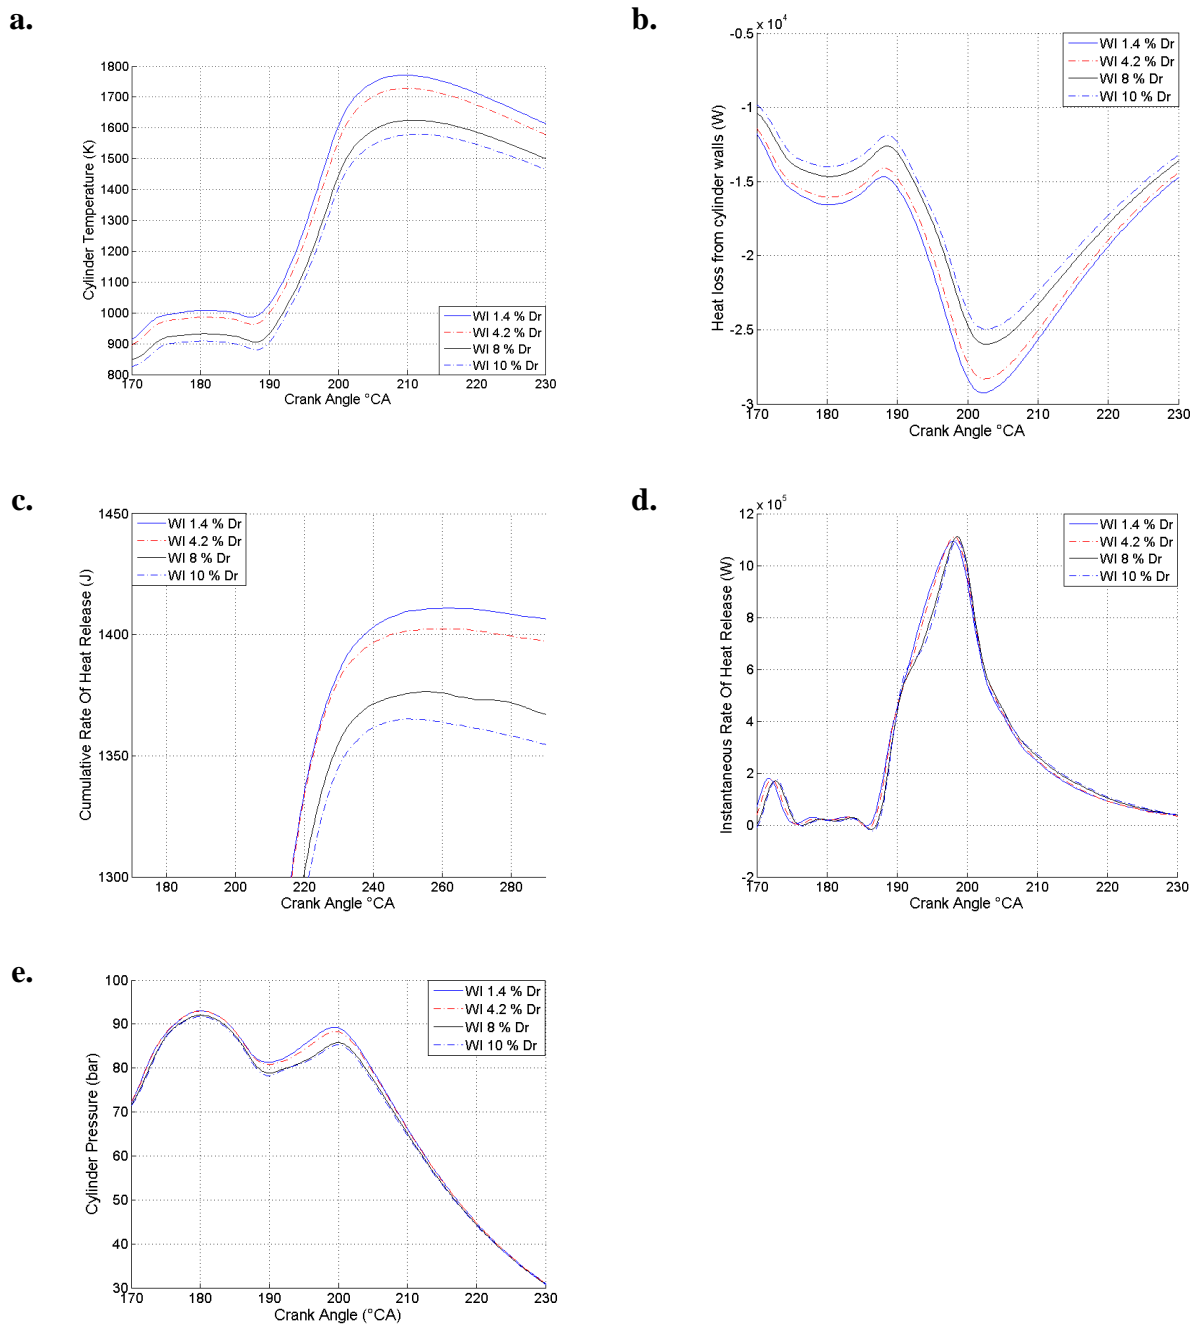 a.
1800
1700
1600
1500
1400
1300
1200
1100
1000
900
800
Cylinder Temperature (K)
WI 1.4 % Dr
WI 4.2 % Dr
WI 8 % Dr
WI 10 % Dr
170 180 190 200 210 220 230
Crank Angle °CA
b.
x 10^4
-0.5
-1
-1.5
-2
-2.5
-3
Heat loss from cylinder walls (W)
WI 1.4 % Dr
WI 4.2 % Dr
WI 8 % Dr
WI 10 % Dr
170 180 190 200 210 220 230
Crank Angle °CA
c.
1450
1400
1350
1300
Cumulative Rate Of Heat Release (J)
WI 1.4 % Dr
WI 4.2 % Dr
WI 8 % Dr
WI 10 % Dr
180 200 220 240 260 280
Crank Angle °CA
d.
x 10^5
12
10
8
6
4
2
0
-2
Instantaneous Rate Of Heat Release (W)
WI 1.4 % Dr
WI 4.2 % Dr
WI 8 % Dr
WI 10 % Dr
170 180 190 200 210 220 230
Crank Angle °CA
e.
100
90
80
70
60
50
40
30
Cylinder Pressure (bar)
WI 1.4 % Dr
WI 4.2 % Dr
WI 8 % Dr
WI 10 % Dr
170 180 190 200 210 220 230
Crank Angle (°CA)